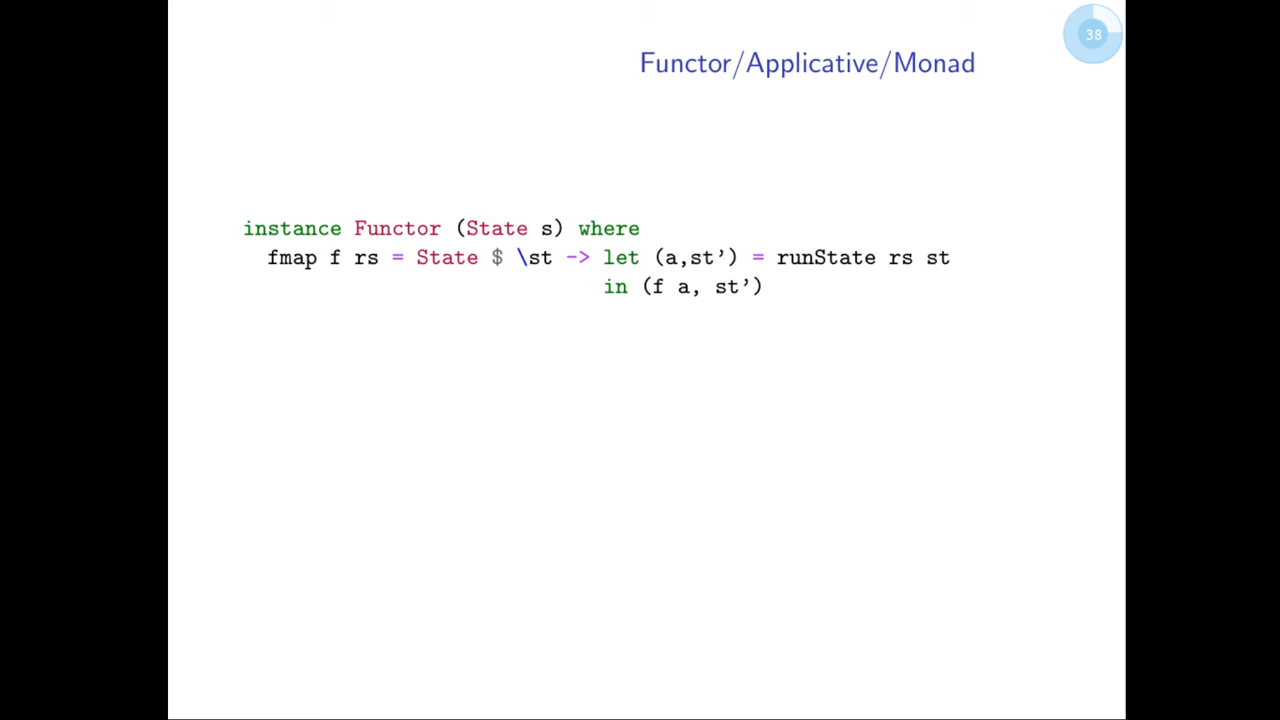 38
Functor/Applicative/Monad
instance Functor (State s) where
fmap f rs = State $ \st -> let (a,st’) = runState rs st
in (f a, st’)